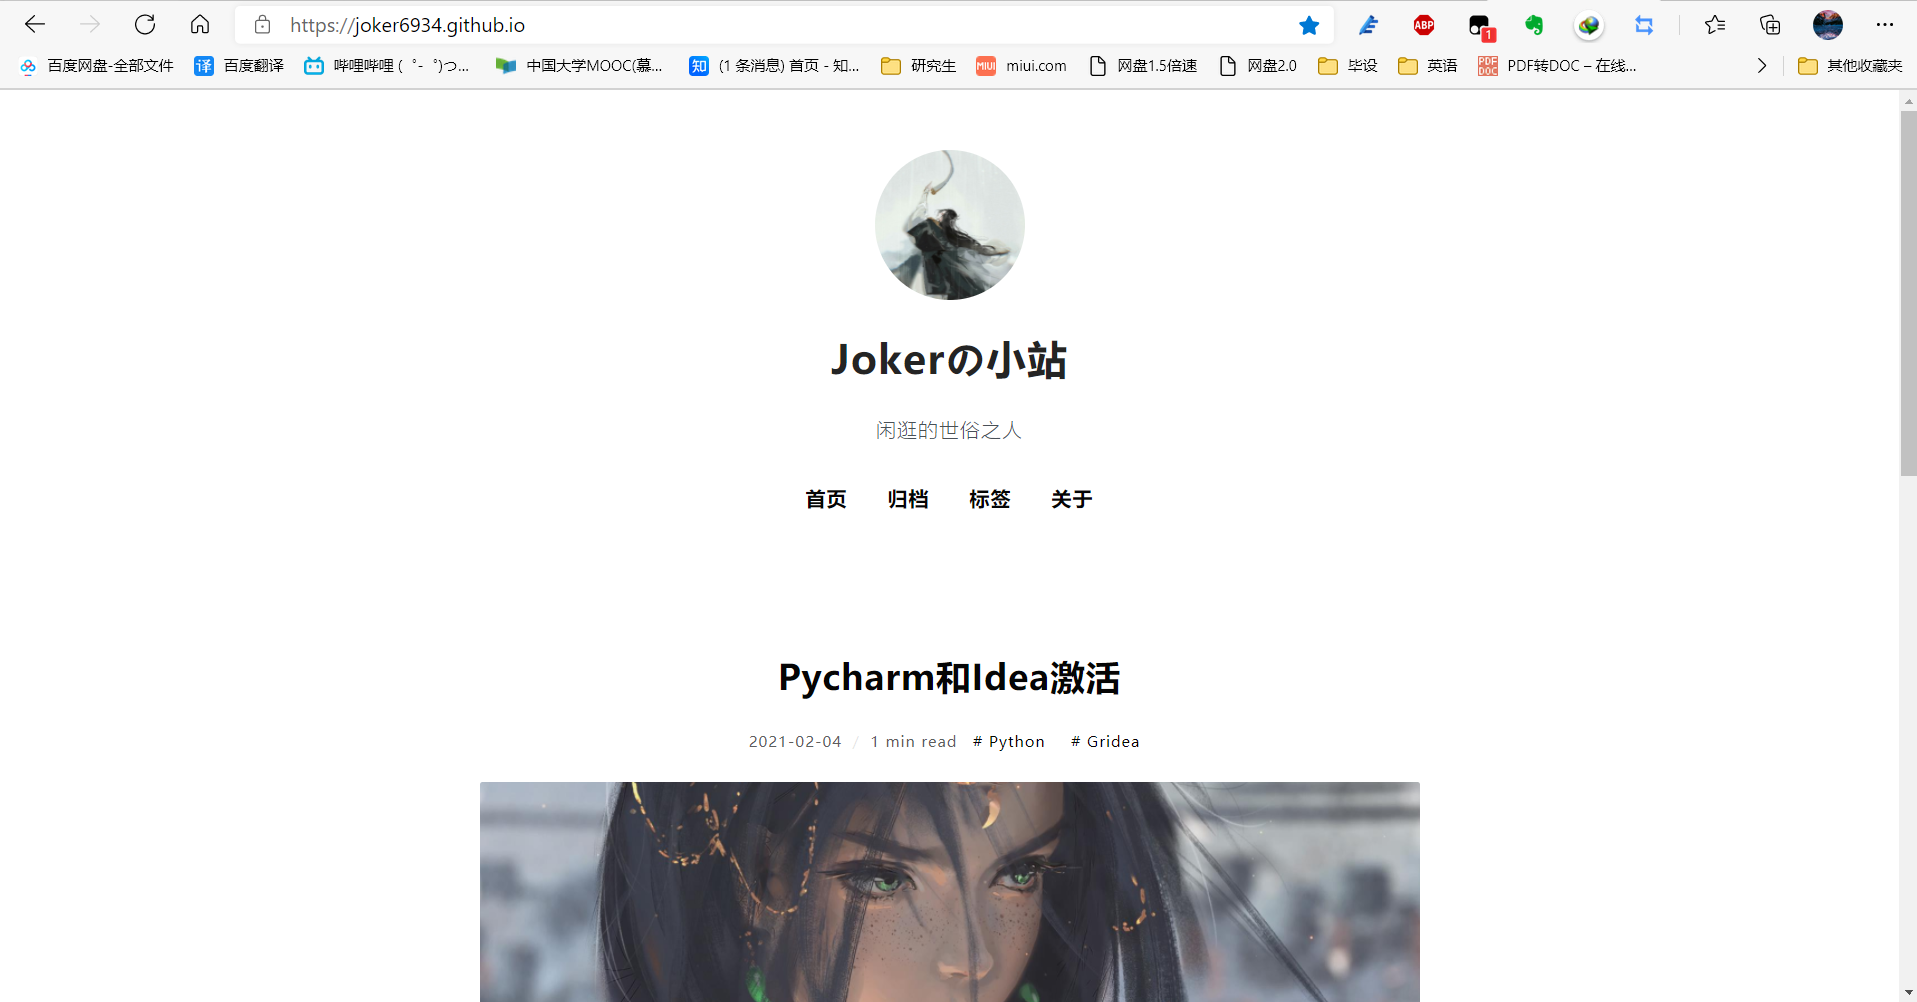 https://joker6934.github.io
ABP
1
百度网盘-全部文件 译 百度翻译 哔哩哔哩 (゜-゜)つ... 中国大学MOOC(慕... 知 (1 条消息) 首页 - 知... 研究生 MIUI miui.com 网盘1.5倍速 网盘2.0 毕设 英语 PDF DOC PDF转DOC – 在线... 其他收藏夹
Jokerの小站
闲逛的世俗之人
首页 归档 标签 关于
Pycharm和Idea激活
2021-02-04 / 1 min read # Python # Gridea